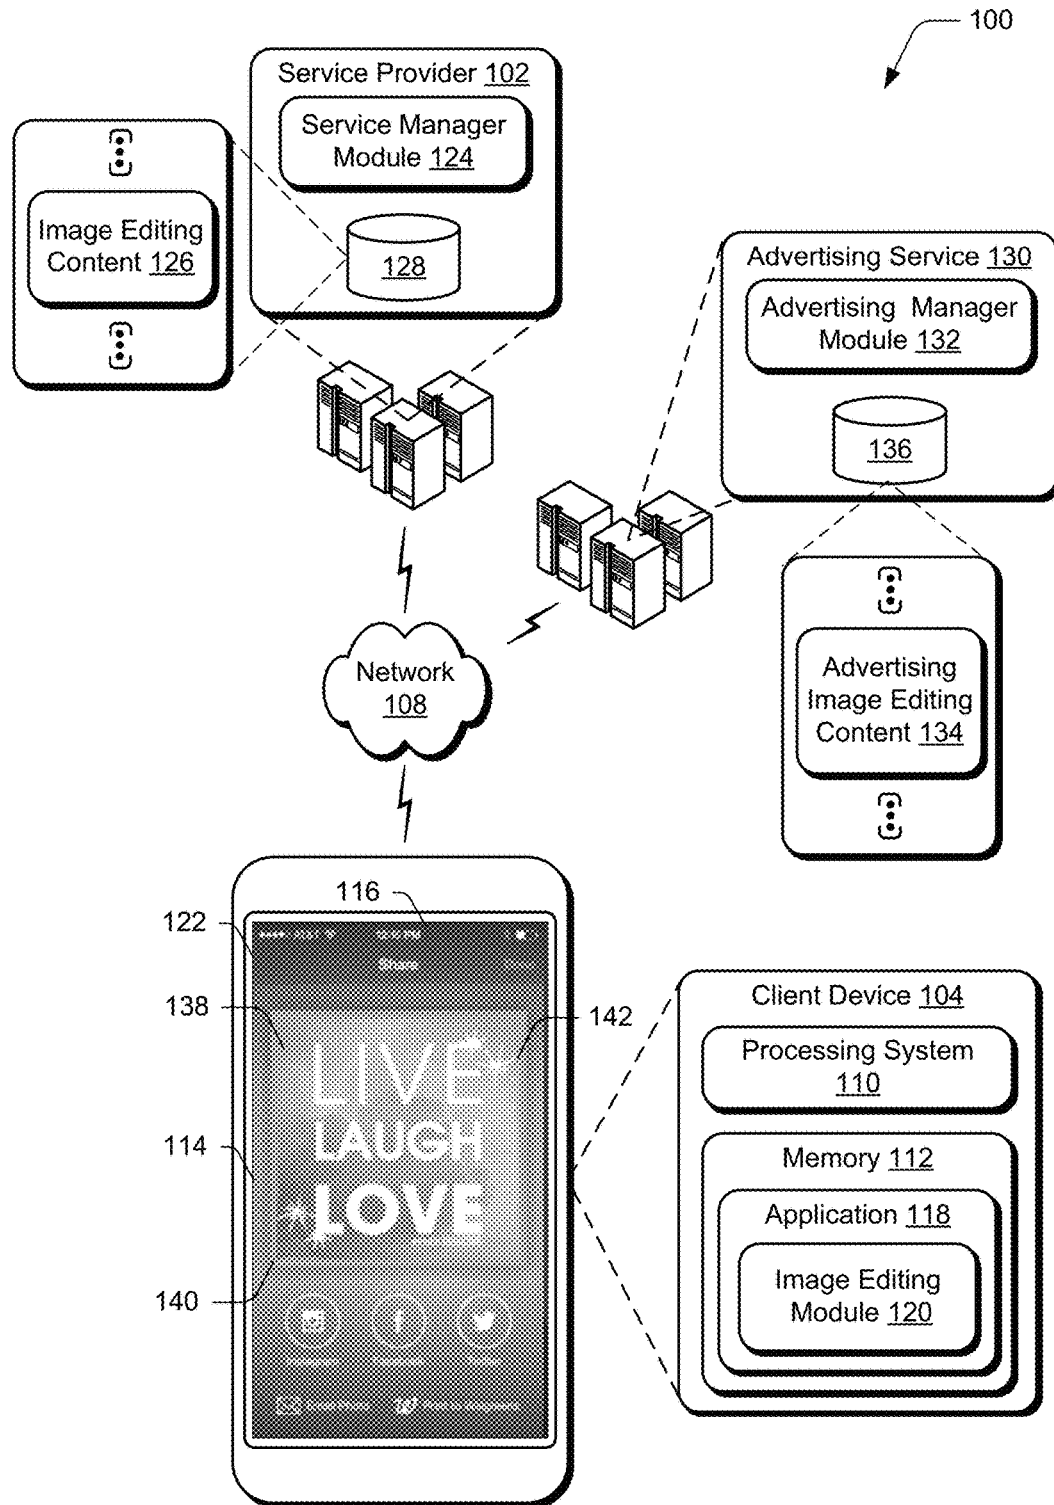 100
Service Provider 102
Service Manager
Module 124
Image Editing
Content 126
128
Advertising Service 130
Advertising Manager
Module 132
136
Advertising
Image Editing
Content 134
Network
108
116
122
Share
138
142
LIVE
LAUGH
LOVE
114
140
Client Device 104
Processing System
110
Memory 112
Application 118
Image Editing
Module 120